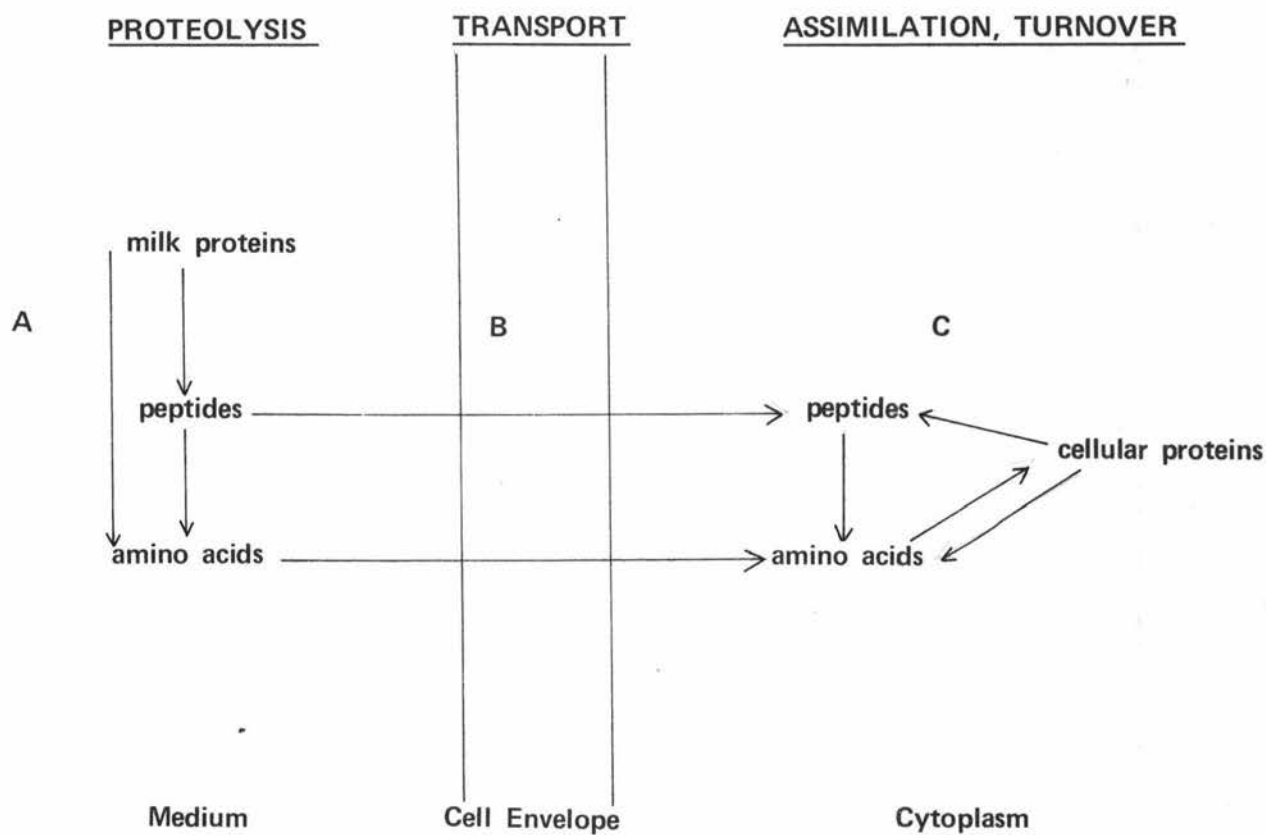 PROTEOLYSIS TRANSPORT ASSIMILATION, TURNOVER
milk proteins
A B C
peptides peptides
cellular proteins
amino acids amino acids
Medium Cell Envelope Cytoplasm